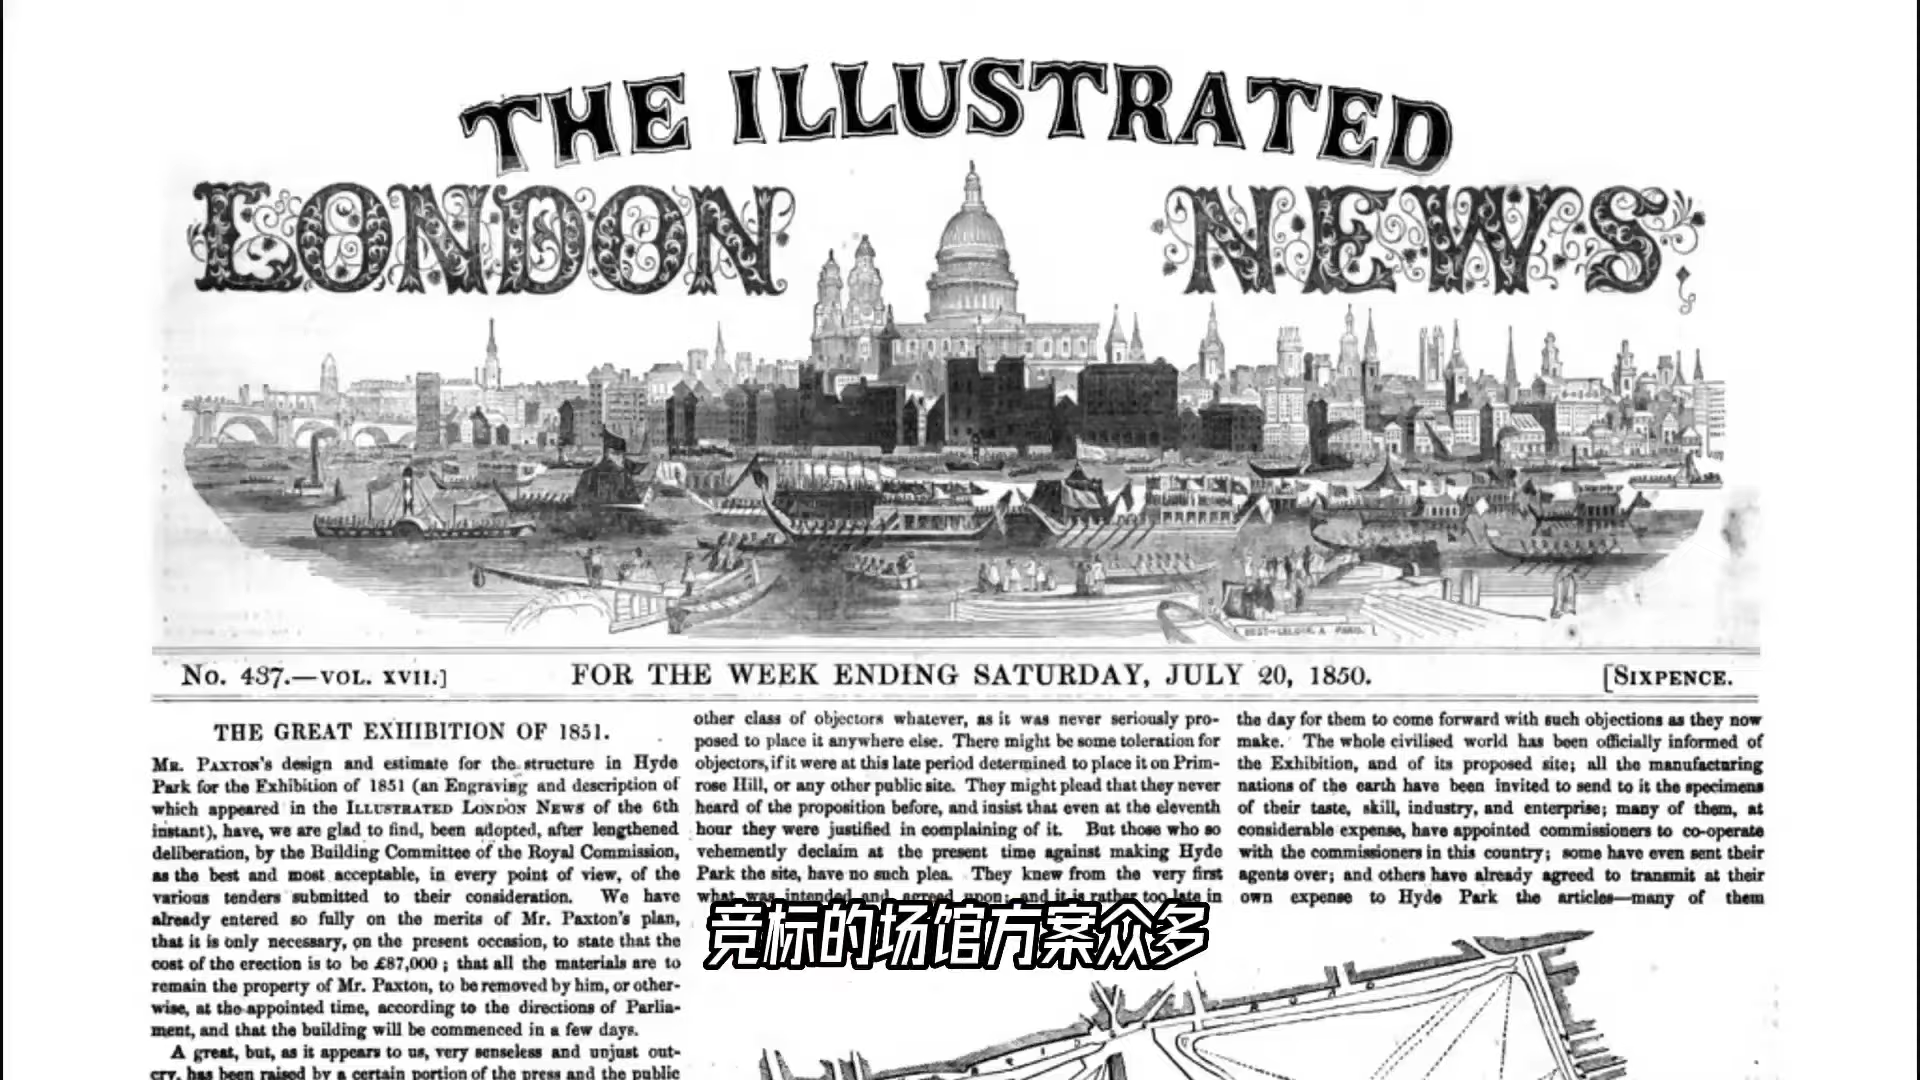 THE ILLUSTRATED
LONDON NEWS
No. 437.—VOL. XVII.]
FOR THE WEEK ENDING SATURDAY, JULY 20, 1850.
[SIXPENCE.
THE GREAT EXHIBITION OF 1851.
MR. PAXTON'S design and estimate for the structure in Hyde
Park for the Exhibition of 1851 (an Engraving and description of
which appeared in the ILLUSTRATED LONDON NEWS of the 6th
instant), have, we are glad to find, been adopted, after lengthened
deliberation, by the Building Committee of the Royal Commission,
as the best and most acceptable, in every point of view, of the
various tenders submitted to their consideration. We have
already entered so fully on the merits of Mr. Paxton's plan,
that it is only necessary, on the present occasion, to state that the
cost of the erection is to be £87,000; that all the materials are to
remain the property of Mr. Paxton, to be removed by him, or other-
wise, at the appointed time, according to the directions of Parlia-
ment, and that the building will be commenced in a few days.
A great, but, as it appears to us, very senseless and unjust out-
cry, has been raised by a certain portion of the press and the public
other class of objectors whatever, as it was never seriously pro-
posed to place it anywhere else. There might be some toleration for
objectors, if it were at this late period determined to place it on Prim-
rose Hill, or any other public site. They might plead that they never
heard of the proposition before, and insist that even at the eleventh
hour they were justified in complaining of it. But those who so
vehemently declaim at the present time against making Hyde
Park the site, have no such plea. They knew from the very first
what was intended and agreed upon; and it is rather too late in
the day for them to come forward with such objections as they now
make. The whole civilised world has been officially informed of
the Exhibition, and of its proposed site; all the manufacturing
nations of the earth have been invited to send to it the specimens
of their taste, skill, industry, and enterprise; many of them, at
considerable expense, have appointed commissioners to co-operate
with the commissioners in this country; some have even sent their
agents over; and others have already agreed to transmit at their
own expense to Hyde Park the articles—many of them
竞标的场馆方案众多